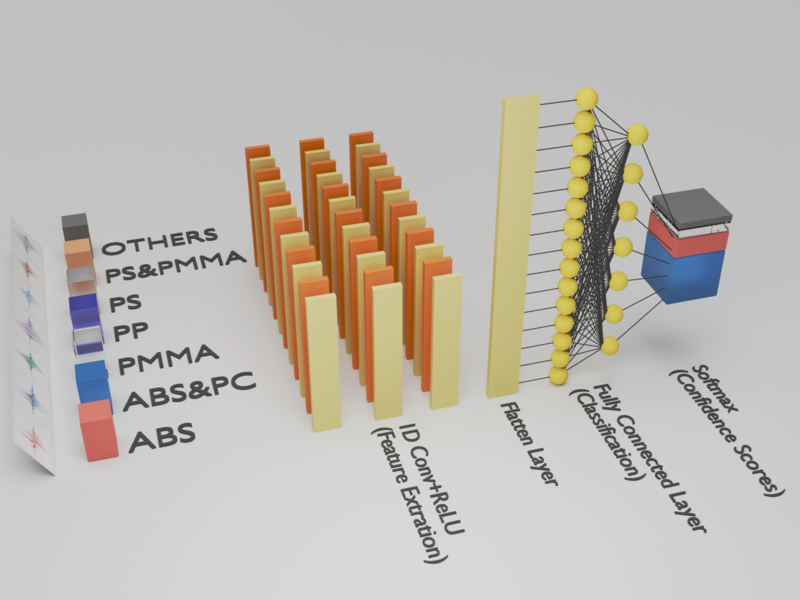 OTHERS
PS&PMMA
PS
PP
PMMA
ABS&PC
ABS
1D Conv+ReLU
(Feature Extration)
Flatten Layer
Fully Connected Layer
(Classification)
Softmax
(Confidence Scores)